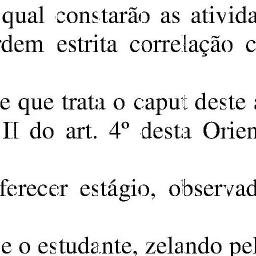 qual constarão as ativida
rdem estrita correlação c
e que trata o caput deste a
II do art. 4º desta Orien
ferecer estágio, observad
e o estudante, zelando pel